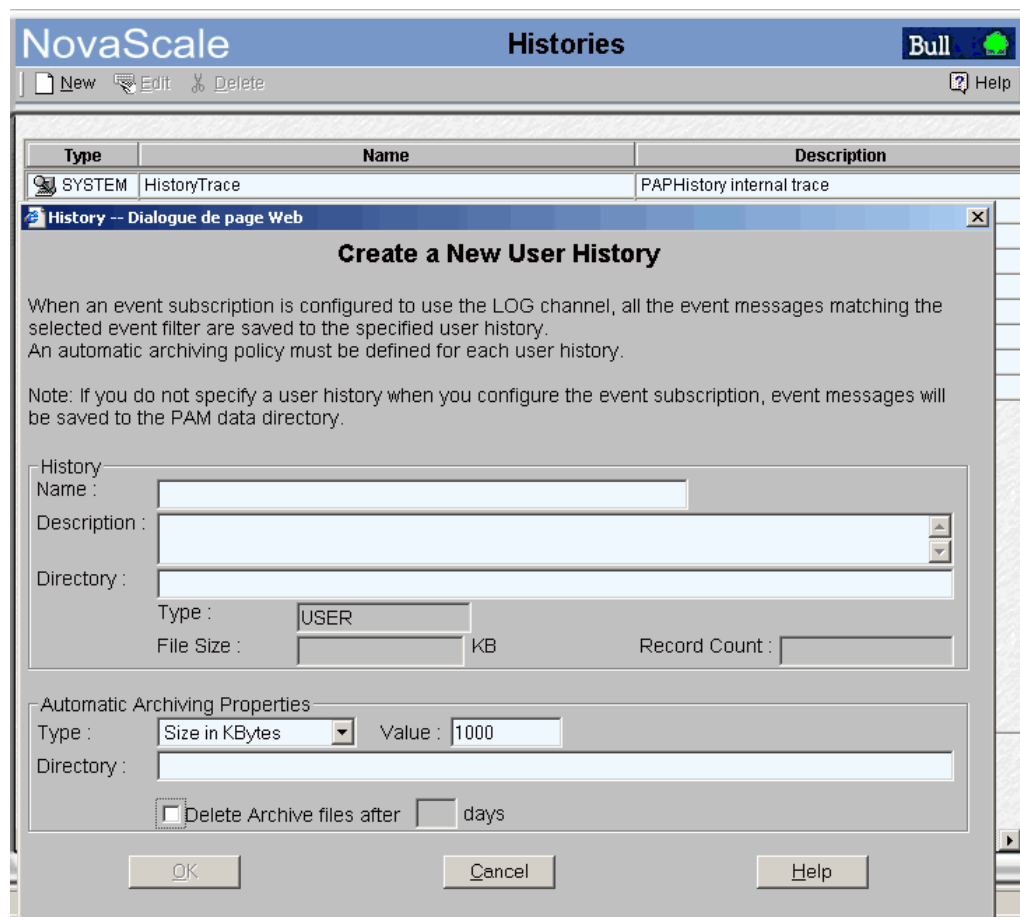 NovaScale Histories Bull
New Edit Delete Help
Type Name Description
SYSTEM HistoryTrace PAPHistory internal trace
History -- Dialogue de page Web
Create a New User History
When an event subscription is configured to use the LOG channel, all the event messages matching the
selected event filter are saved to the specified user history.
An automatic archiving policy must be defined for each user history.
Note: If you do not specify a user history when you configure the event subscription, event messages will
be saved to the PAM data directory.
History
Name :
Description :
Directory :
Type : USER
File Size : KB Record Count :
Automatic Archiving Properties
Type : Size in KBytes Value : 1000
Directory :
Delete Archive files after days
OK Cancel Help